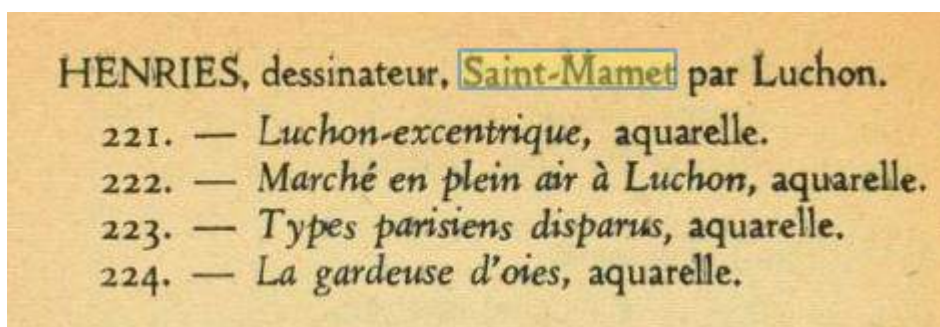 HENRIES, dessinateur, Saint-Mamet par Luchon.
221. — Luchon-excentrique, aquarelle.
222. — Marché en plein air à Luchon, aquarelle.
223. — Types parisiens disparus, aquarelle.
224. — La gardeuse d'oies, aquarelle.